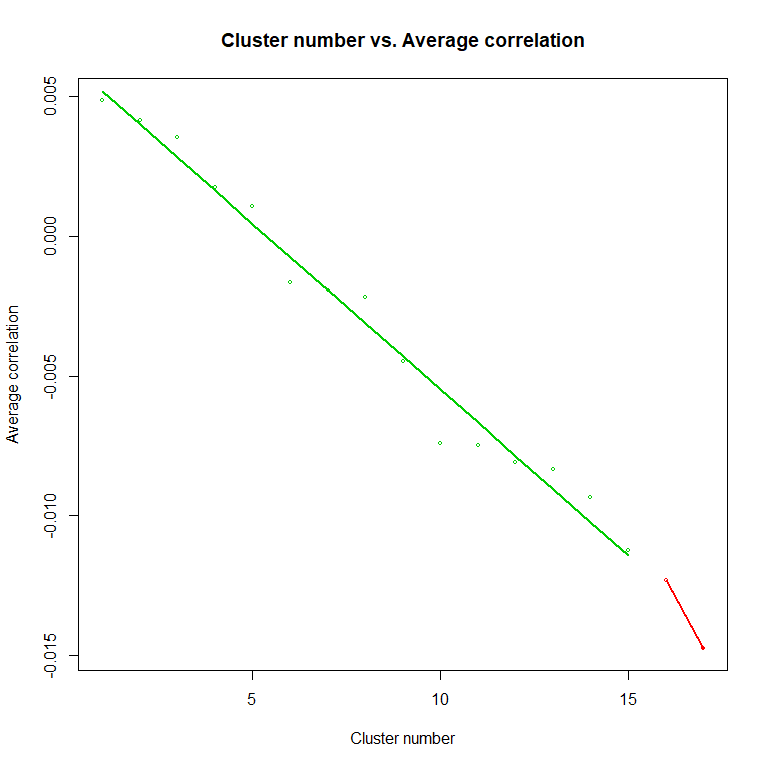 Cluster number vs. Average correlation
Average correlation
0.005
0.000
-0.005
-0.010
-0.015
5
10
15
Cluster number